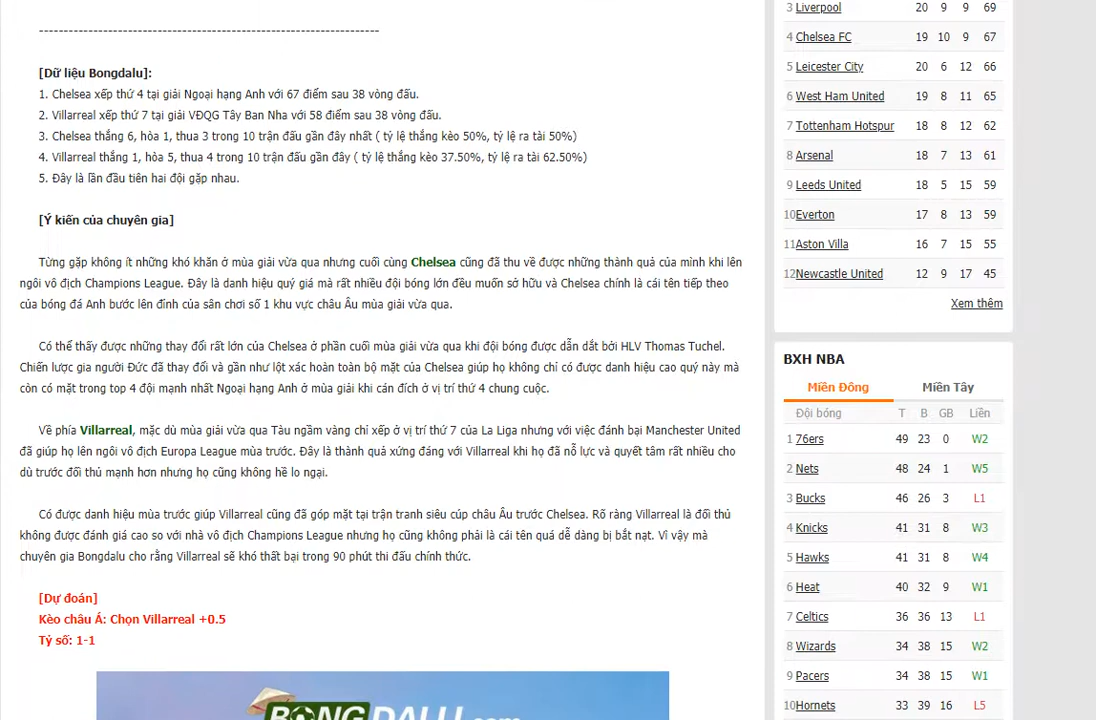 --------------------------------------------------------------------
[Dữ liệu Bongdalu]:
1. Chelsea xếp thứ 4 tại giải Ngoại hạng Anh với 67 điểm sau 38 vòng đấu.
2. Villarreal xếp thứ 7 tại giải VĐQG Tây Ban Nha với 58 điểm sau 38 vòng đấu.
3. Chelsea thắng 6, hòa 1, thua 3 trong 10 trận đấu gần đây nhất ( tỷ lệ thắng kèo 50%, tỷ lệ ra tài 50%)
4. Villarreal thắng 1, hòa 5, thua 4 trong 10 trận đấu gần đây ( tỷ lệ thắng kèo 37.50%, tỷ lệ ra tài 62.50%)
5. Đây là lần đầu tiên hai đội gặp nhau.
[Ý kiến của chuyên gia]
Từng gặp không ít những khó khăn ở mùa giải vừa qua nhưng cuối cùng Chelsea cũng đã thu về được những thành quả của mình khi lên
ngôi vô địch Champions League. Đây là danh hiệu quý giá mà rất nhiều đội bóng lớn đều muốn sở hữu và Chelsea chính là cái tên tiếp theo
của bóng đá Anh bước lên đỉnh của sân chơi số 1 khu vực châu Âu mùa giải vừa qua.
Có thể thấy được những thay đổi rất lớn của Chelsea ở phần cuối mùa giải vừa qua khi đội bóng được dẫn dắt bởi HLV Thomas Tuchel.
Chiến lược gia người Đức đã thay đổi và gần như lột xác hoàn toàn bộ mặt của Chelsea giúp họ không chỉ có được danh hiệu cao quý này mà
còn có mặt trong top 4 đội mạnh nhất Ngoại hạng Anh ở mùa giải khi cán đích ở vị trí thứ 4 chung cuộc.
Về phía Villarreal, mặc dù mùa giải vừa qua Tàu ngầm vàng chỉ xếp ở vị trí thứ 7 của La Liga nhưng với việc đánh bại Manchester United
đã giúp họ lên ngôi vô địch Europa League mùa trước. Đây là thành quả xứng đáng với Villarreal khi họ đã nỗ lực và quyết tâm rất nhiều cho
dù trước đối thủ mạnh hơn nhưng họ cũng không hề lo ngại.
Có được danh hiệu mùa trước giúp Villarreal cũng đã góp mặt tại trận tranh siêu cúp châu Âu trước Chelsea. Rõ ràng Villarreal là đối thủ
không được đánh giá cao so với nhà vô địch Champions League nhưng họ cũng không phải là cái tên quá dễ dàng bị bắt nạt. Vì vậy mà
chuyên gia Bongdalu cho rằng Villarreal sẽ khó thất bại trong 90 phút thi đấu chính thức.
[Dự đoán]
Kèo châu Á: Chọn Villarreal +0.5
Tỷ số: 1-1
BONGDALU.com
3 Liverpool 20 9 9 69
4 Chelsea FC 19 10 9 67
5 Leicester City 20 6 12 66
6 West Ham United 19 8 11 65
7 Tottenham Hotspur 18 8 12 62
8 Arsenal 18 7 13 61
9 Leeds United 18 5 15 59
10 Everton 17 8 13 59
11 Aston Villa 16 7 15 55
12 Newcastle United 12 9 17 45
Xem thêm
BXH NBA
Miền Đông Miền Tây
Đội bóng T B GB Liên
1 76ers 49 23 0 W2
2 Nets 48 24 1 W5
3 Bucks 46 26 3 L1
4 Knicks 41 31 8 W3
5 Hawks 41 31 8 W4
6 Heat 40 32 9 W1
7 Celtics 36 36 13 L1
8 Wizards 34 38 15 W2
9 Pacers 34 38 15 W1
10 Hornets 33 39 16 L5